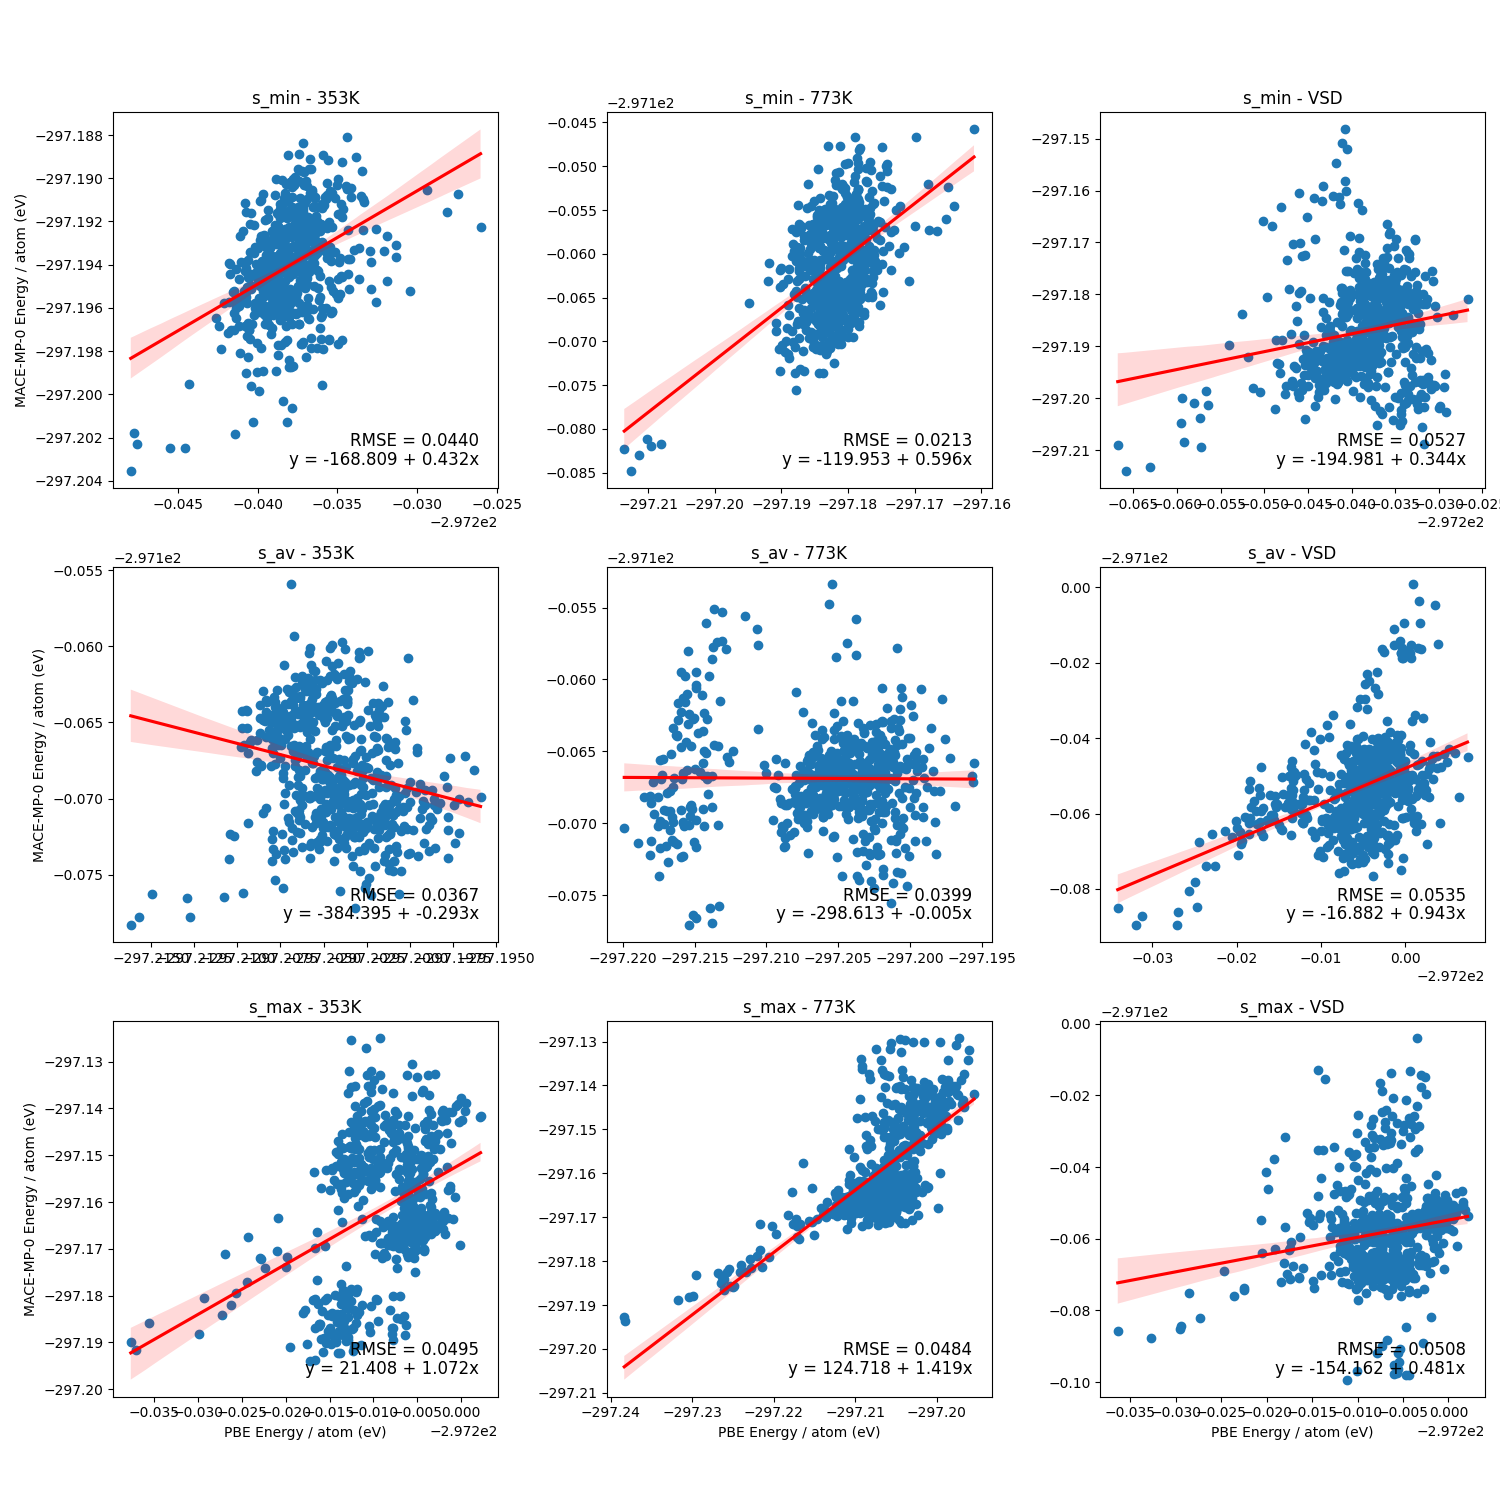 s_min - 353K
−297.188
−297.190
−297.192
−297.194
−297.196
−297.198
−297.200
−297.202
−297.204
MACE-MP-0 Energy / atom (eV)
RMSE = 0.0440
y = -168.809 + 0.432x
−0.045 −0.040 −0.035 −0.030 −0.025
−2.972e2
−2.971e2
s_min - 773K
−0.045
−0.050
−0.055
−0.060
−0.065
−0.070
−0.075
−0.080
−0.085
RMSE = 0.0213
y = -119.953 + 0.596x
−297.21 −297.20 −297.19 −297.18 −297.17 −297.16
s_min - VSD
−297.15
−297.16
−297.17
−297.18
−297.19
−297.20
−297.21
RMSE = 0.0527
y = -194.981 + 0.344x
−0.065 −0.060 −0.055 −0.050 −0.045 −0.040 −0.035 −0.030
−2.972e2
−2.971e2
s_av - 353K
−0.055
−0.060
−0.065
−0.070
−0.075
MACE-MP-0 Energy / atom (eV)
RMSE = 0.0367
y = -384.395 + -0.293x
−297.2150 −297.2125 −297.2100 −297.2075 −297.2050 −297.2025 −297.2000 −297.1975 −297.1950
−2.971e2
s_av - 773K
−0.055
−0.060
−0.065
−0.070
−0.075
RMSE = 0.0399
y = -298.613 + -0.005x
−297.220 −297.215 −297.210 −297.205 −297.200 −297.195
−2.971e2
s_av - VSD
0.00
−0.02
−0.04
−0.06
−0.08
RMSE = 0.0535
y = -16.882 + 0.943x
−0.03 −0.02 −0.01 0.00
−2.972e2
s_max - 353K
−297.13
−297.14
−297.15
−297.16
−297.17
−297.18
−297.19
−297.20
MACE-MP-0 Energy / atom (eV)
RMSE = 0.0495
y = 21.408 + 1.072x
−0.035 −0.030 −0.025 −0.020 −0.015 −0.010 −0.005 0.000
PBE Energy / atom (eV)
−2.972e2
s_max - 773K
−297.13
−297.14
−297.15
−297.16
−297.17
−297.18
−297.19
−297.20
−297.21
RMSE = 0.0484
y = 124.718 + 1.419x
−297.24 −297.23 −297.22 −297.21 −297.20
PBE Energy / atom (eV)
−2.971e2
s_max - VSD
0.00
−0.02
−0.04
−0.06
−0.08
−0.10
RMSE = 0.0508
y = -154.162 + 0.481x
−0.035 −0.030 −0.025 −0.020 −0.015 −0.010 −0.005 0.000
PBE Energy / atom (eV)
−2.972e2